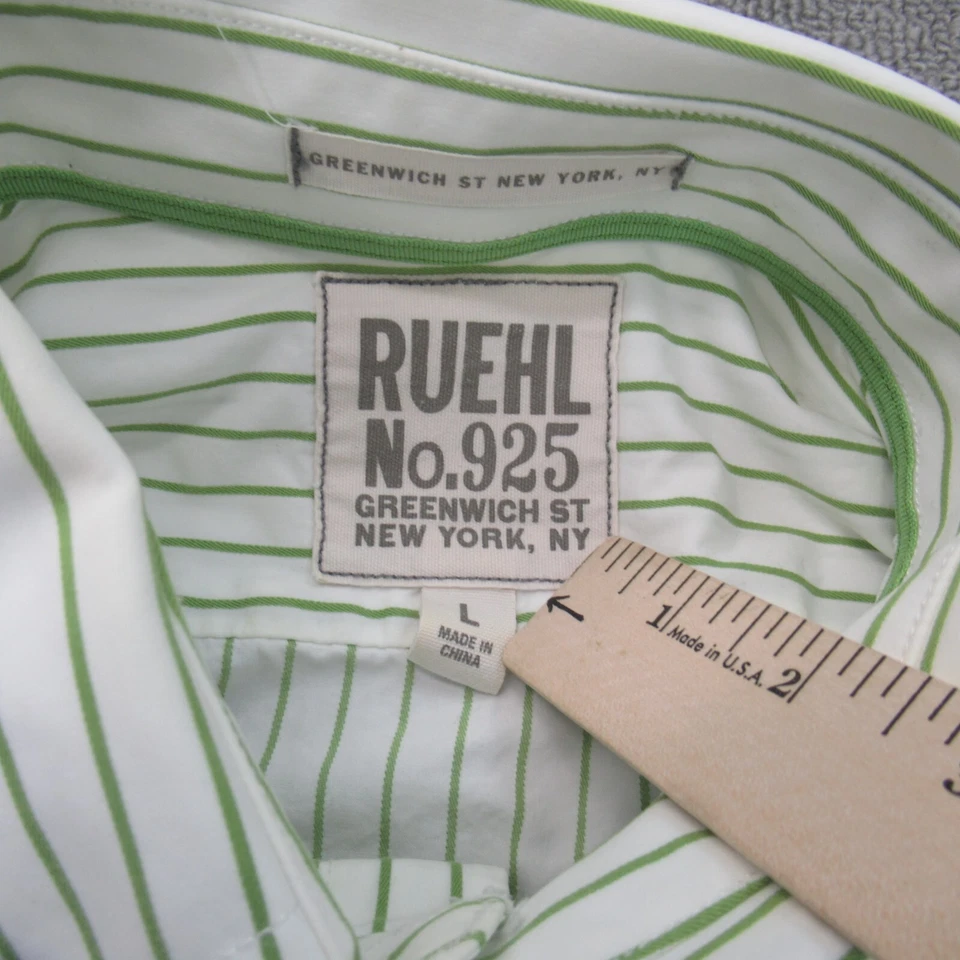 GREENWICH ST NEW YORK, NY
RUEHL
No.925
GREENWICH ST
NEW YORK, NY
L
MADE IN
CHINA
1
Made in U.S.A.
2